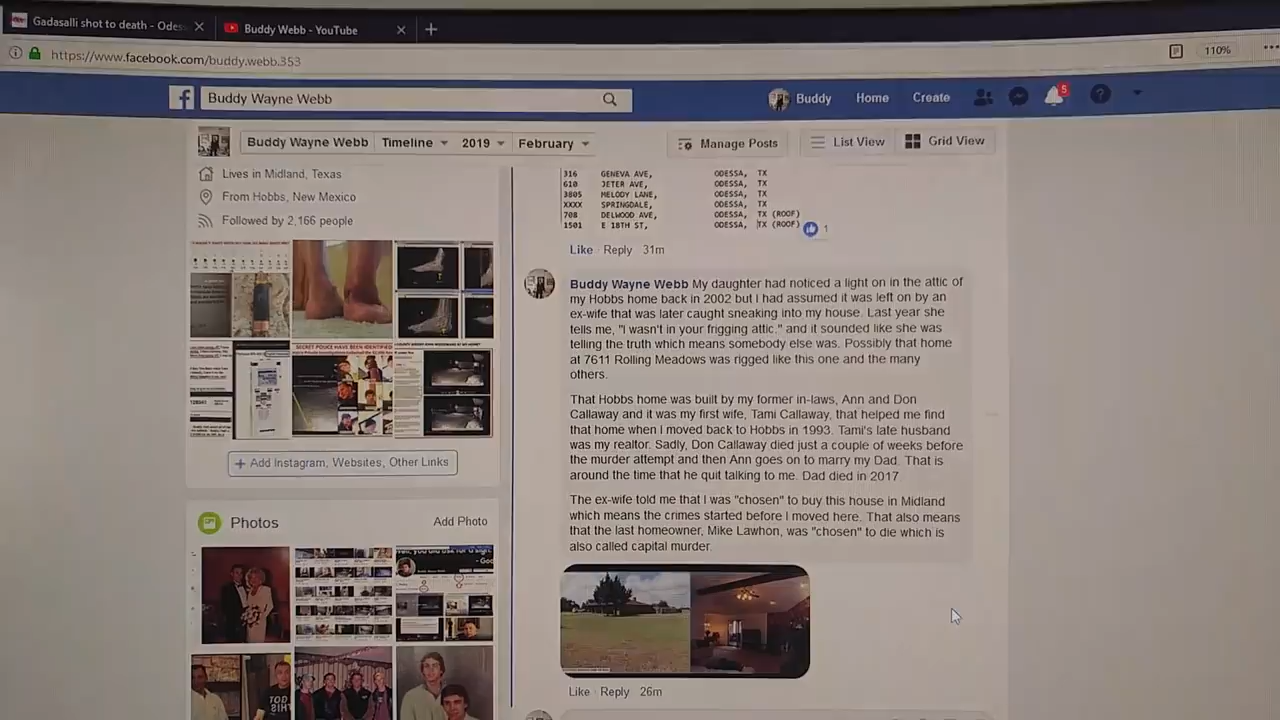 Gadasalli shot to death - Odes
Buddy Webb - YouTube
https://www.facebook.com/buddy.webb.353
110%
Buddy Wayne Webb
Buddy
Home
Create
5
Buddy Wayne Webb
Timeline
2019
February
Manage Posts
List View
Grid View
Lives in Midland, Texas
From Hobbs, New Mexico
Followed by 2,166 people
+ Add Instagram, Websites, Other Links
Photos
Add Photo
316 GENEVA AVE, ODESSA, TX
610 JETER AVE, ODESSA, TX
3805 MELODY LANE, ODESSA, TX
XXXX SPRINGDALE, ODESSA, TX
708 DELWOOD AVE, ODESSA, TX (ROOF)
1501 E 18TH ST, ODESSA, TX (ROOF)
1
Like Reply 31m
Buddy Wayne Webb My daughter had noticed a light on in the attic of
my Hobbs home back in 2002 but I had assumed it was left on by an
ex-wife that was later caught sneaking into my house. Last year she
tells me, "I wasn't in your frigging attic." and it sounded like she was
telling the truth which means somebody else was. Possibly that home
at 7611 Rolling Meadows was rigged like this one and the many
others.
That Hobbs home was built by my former in-laws, Ann and Don
Callaway and it was my first wife, Tami Callaway, that helped me find
that home when I moved back to Hobbs in 1993. Tami's late husband
was my realtor. Sadly, Don Callaway died just a couple of weeks before
the murder attempt and then Ann goes on to marry my Dad. That is
around the time that he quit talking to me. Dad died in 2017.
The ex-wife told me that I was "chosen" to buy this house in Midland
which means the crimes started before I moved here. That also means
that the last homeowner, Mike Lawhon, was "chosen" to die which is
also called capital murder.
Like Reply 26m